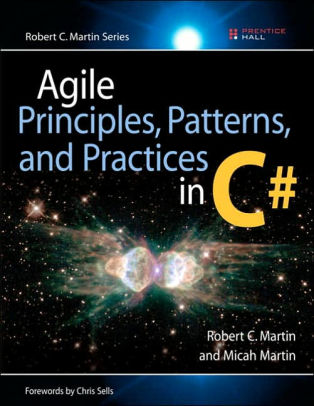 Robert C. Martin Series
PRENTICE
HALL
Agile
Principles, Patterns,
and Practices
in C#
Robert C. Martin
and Micah Martin
Forewords by Chris Sells